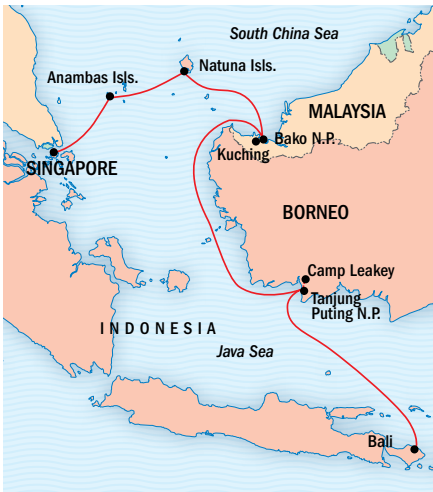 South China Sea
Natuna Isls.
Anambas Isls.
MALAYSIA
Bako N.P.
Kuching
SINGAPORE
BORNEO
Camp Leakey
Tanjung
Puting N.P.
INDONESIA
Java Sea
Bali